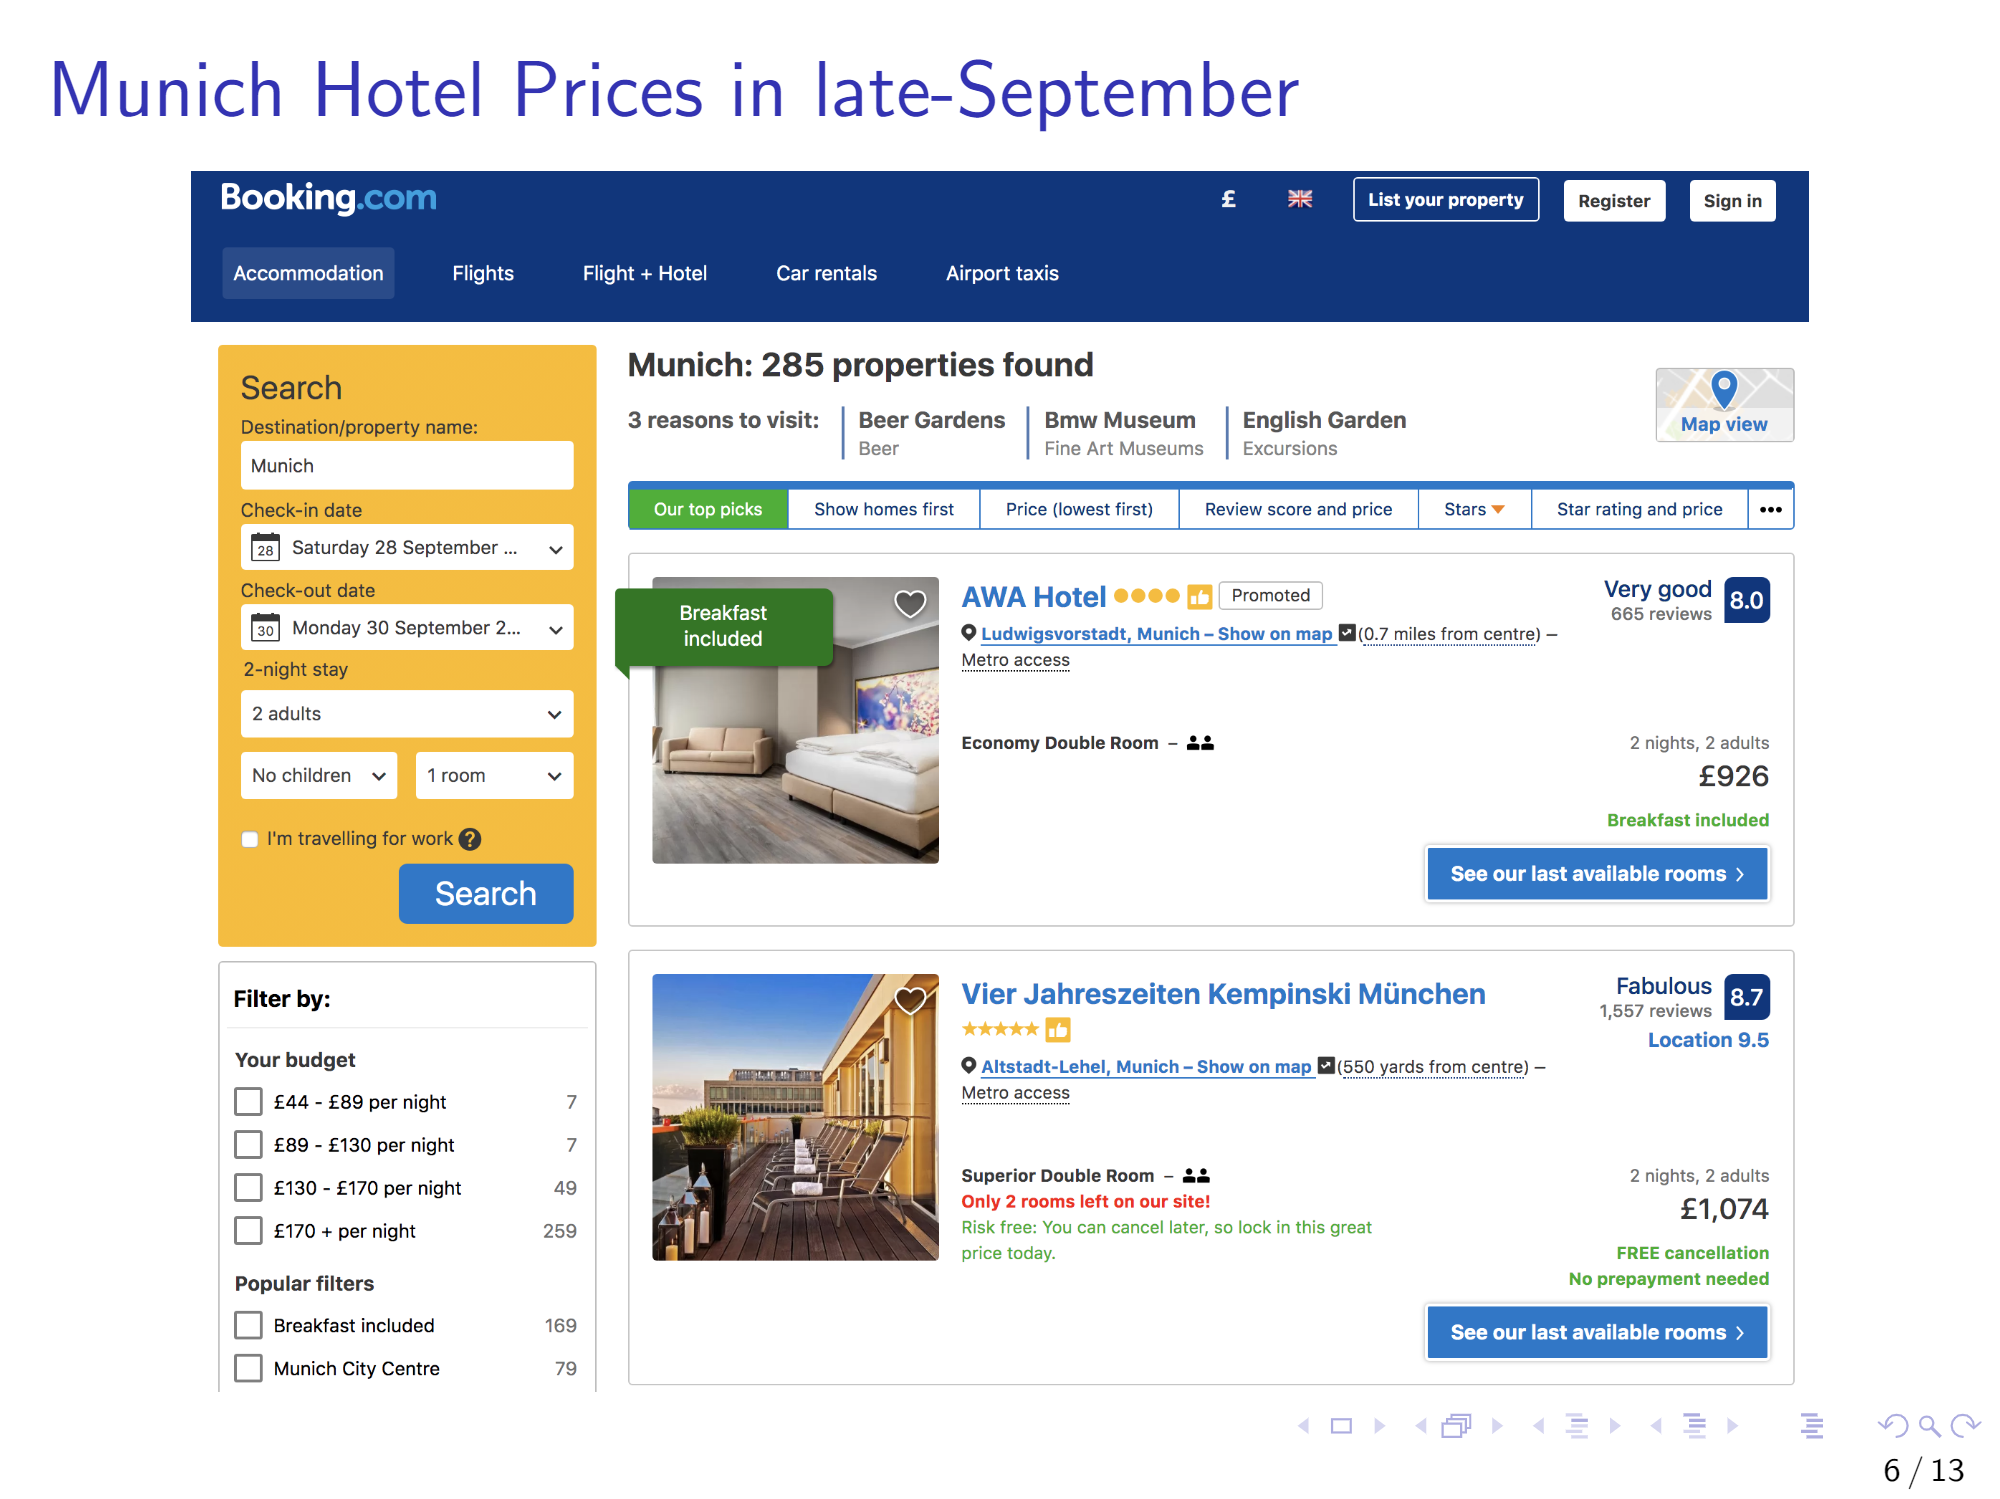 Munich Hotel Prices in late-September
Booking.com
£
List your property
Register
Sign in
Accommodation
Flights
Flight + Hotel
Car rentals
Airport taxis
Search
Destination/property name:
Munich
Check-in date
28
Saturday 28 September ...
Check-out date
30
Monday 30 September 2...
2-night stay
2 adults
No children
1 room
I'm travelling for work ?
Search
Filter by:
Your budget
£44 - £89 per night 7
£89 - £130 per night 7
£130 - £170 per night 49
£170 + per night 259
Popular filters
Breakfast included 169
Munich City Centre 79
Munich: 285 properties found
3 reasons to visit:
Beer Gardens
Beer
Bmw Museum
Fine Art Museums
English Garden
Excursions
Map view
Our top picks
Show homes first
Price (lowest first)
Review score and price
Stars
Star rating and price
•••
Breakfast
included
AWA Hotel
Promoted
Very good
665 reviews
8.0
Ludwigsvorstadt, Munich – Show on map (0.7 miles from centre) –
Metro access
Economy Double Room –
2 nights, 2 adults
£926
Breakfast included
See our last available rooms
Vier Jahreszeiten Kempinski München
Fabulous
1,557 reviews
8.7
Location 9.5
Altstadt-Lehel, Munich – Show on map (550 yards from centre) –
Metro access
Superior Double Room –
Only 2 rooms left on our site!
Risk free: You can cancel later, so lock in this great
price today.
2 nights, 2 adults
£1,074
FREE cancellation
No prepayment needed
See our last available rooms
6 / 13